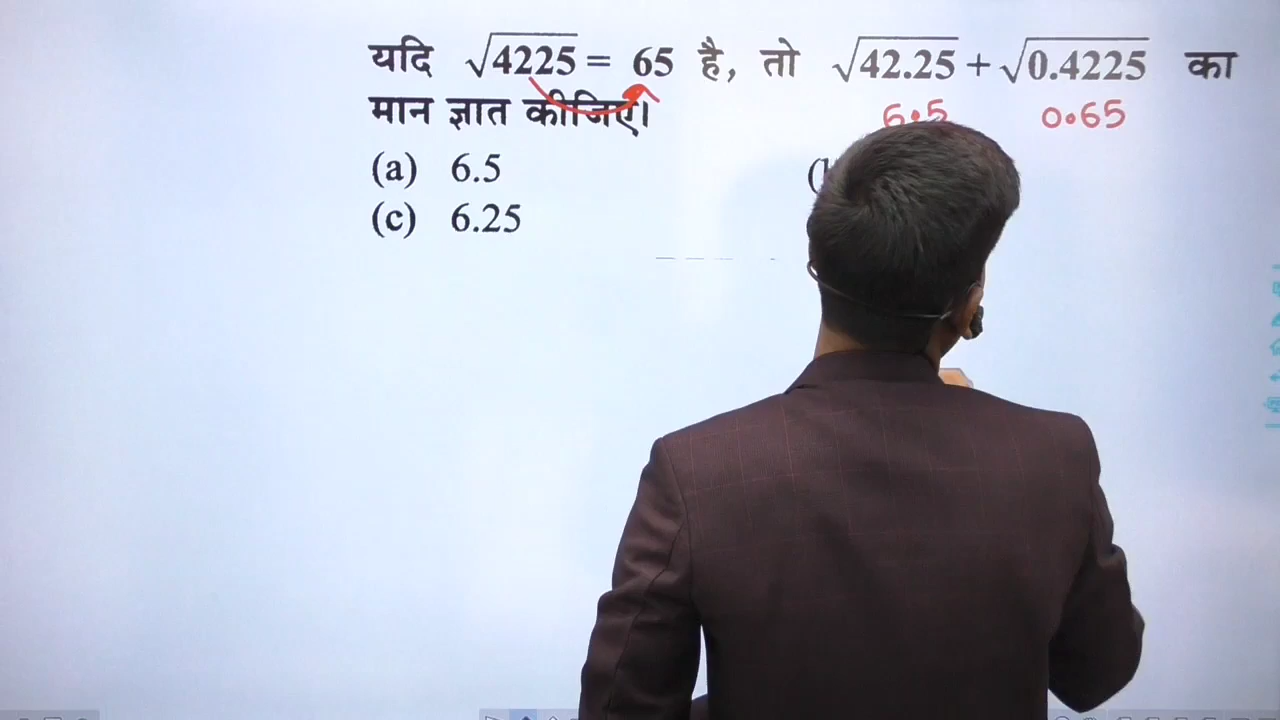 यदि √4225 = 65 है, तो √42.25 + √0.4225 का
6.5 0.65
मान ज्ञात कीजिए।
(a) 6.5
(c) 6.25